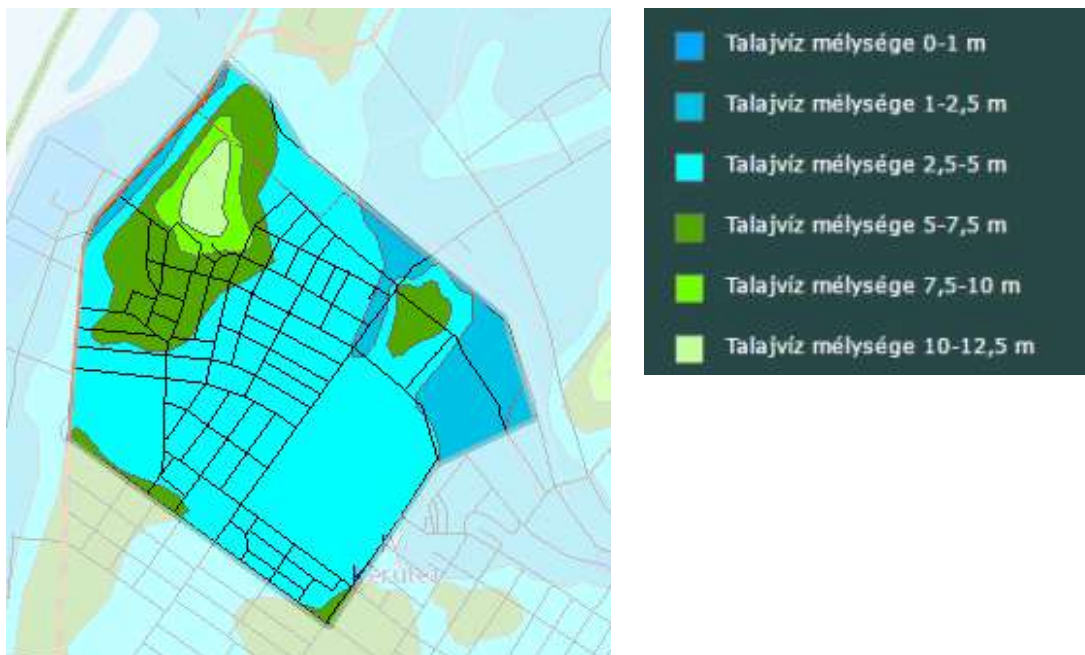 Talajvíz mélysége 0-1 m
Talajvíz mélysége 1-2,5 m
Talajvíz mélysége 2,5-5 m
Talajvíz mélysége 5-7,5 m
Talajvíz mélysége 7,5-10 m
Talajvíz mélysége 10-12,5 m